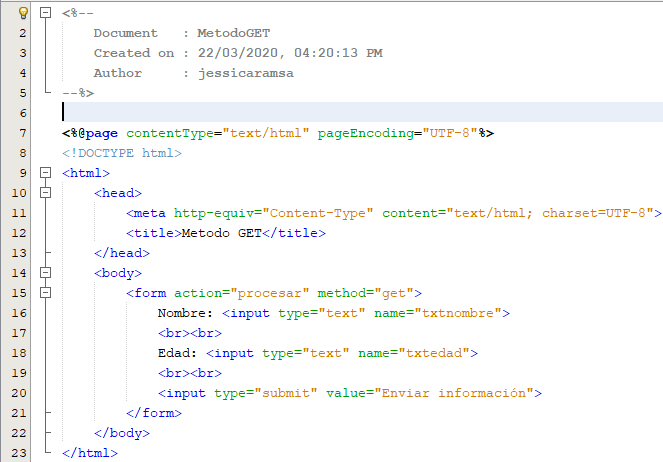 <%--
2 Document : MetodoGET
3 Created on : 22/03/2020, 04:20:13 PM
4 Author : jessicaramsa
5 --%>
6
7 <%@page contentType="text/html" pageEncoding="UTF-8"%>
8 <!DOCTYPE html>
9 <html>
10 <head>
11 <meta http-equiv="Content-Type" content="text/html; charset=UTF-8">
12 <title>Metodo GET</title>
13 </head>
14 <body>
15 <form action="procesar" method="get">
16 Nombre: <input type="text" name="txtnombre">
17 <br><br>
18 Edad: <input type="text" name="txtedad">
19 <br><br>
20 <input type="submit" value="Enviar información">
21 </form>
22 </body>
23 </html>